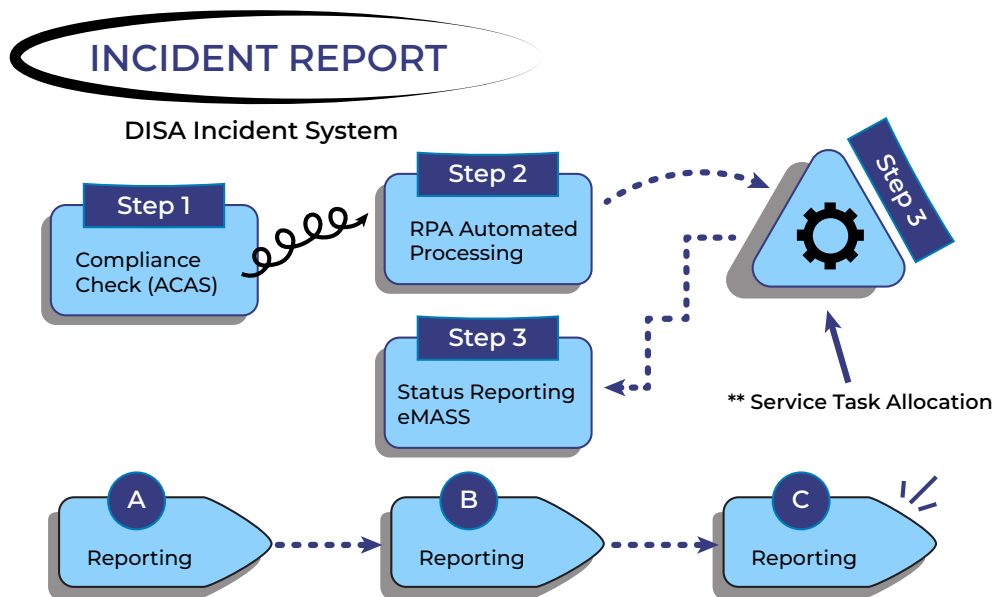 INCIDENT REPORT
DISA Incident System
Step 1
Compliance
Check (ACAS)
Step 2
RPA Automated
Processing
Step 3
** Service Task Allocation
Step 3
Status Reporting
eMASS
A
Reporting
B
Reporting
C
Reporting